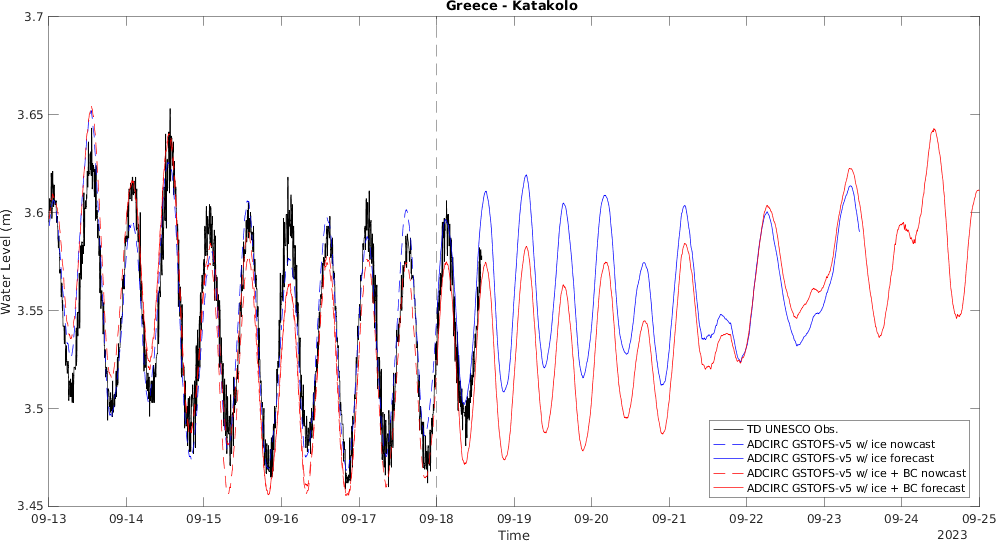 Greece - Katakolo
3.7
3.65
3.6
3.55
3.5
3.45
Water Level (m)
TD UNESCO Obs.
ADCIRC GSTOFS-v5 w/ ice nowcast
ADCIRC GSTOFS-v5 w/ ice forecast
ADCIRC GSTOFS-v5 w/ ice + BC nowcast
ADCIRC GSTOFS-v5 w/ ice + BC forecast
09-13 09-14 09-15 09-16 09-17 09-18 09-19 09-20 09-21 09-22 09-23 09-24 09-25
Time
2023